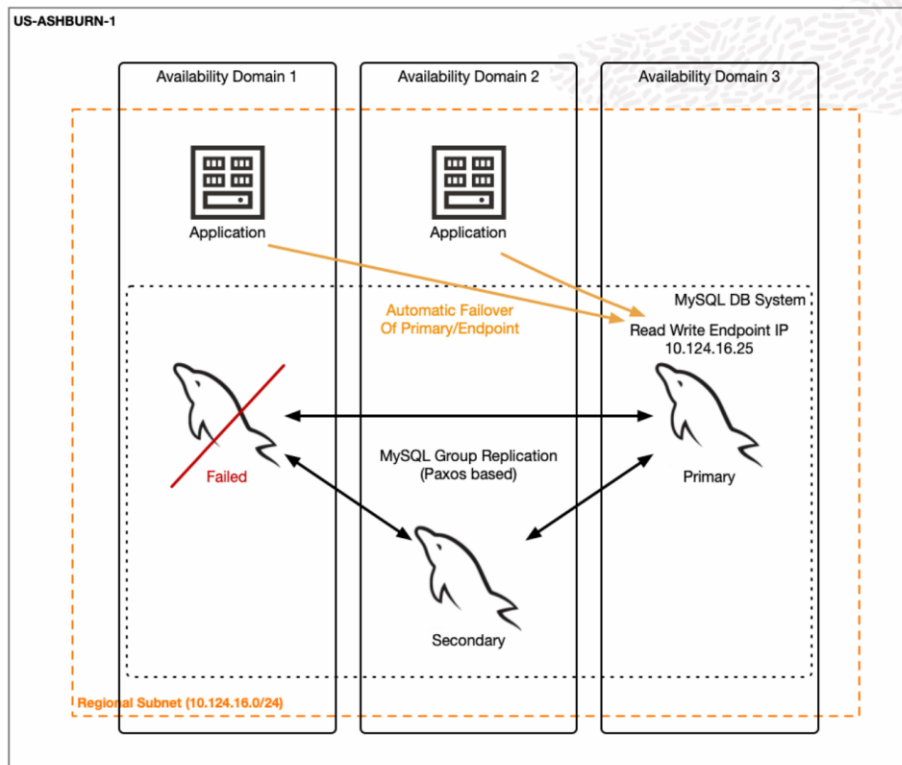 US-ASHBURN-1
Availability Domain 1
Availability Domain 2
Availability Domain 3
Application
Application
MySQL DB System
Automatic Failover
Of Primary/Endpoint
Read Write Endpoint IP
10.124.16.25
MySQL Group Replication
(Paxos based)
Failed
Primary
Secondary
Regional Subnet (10.124.16.0/24)